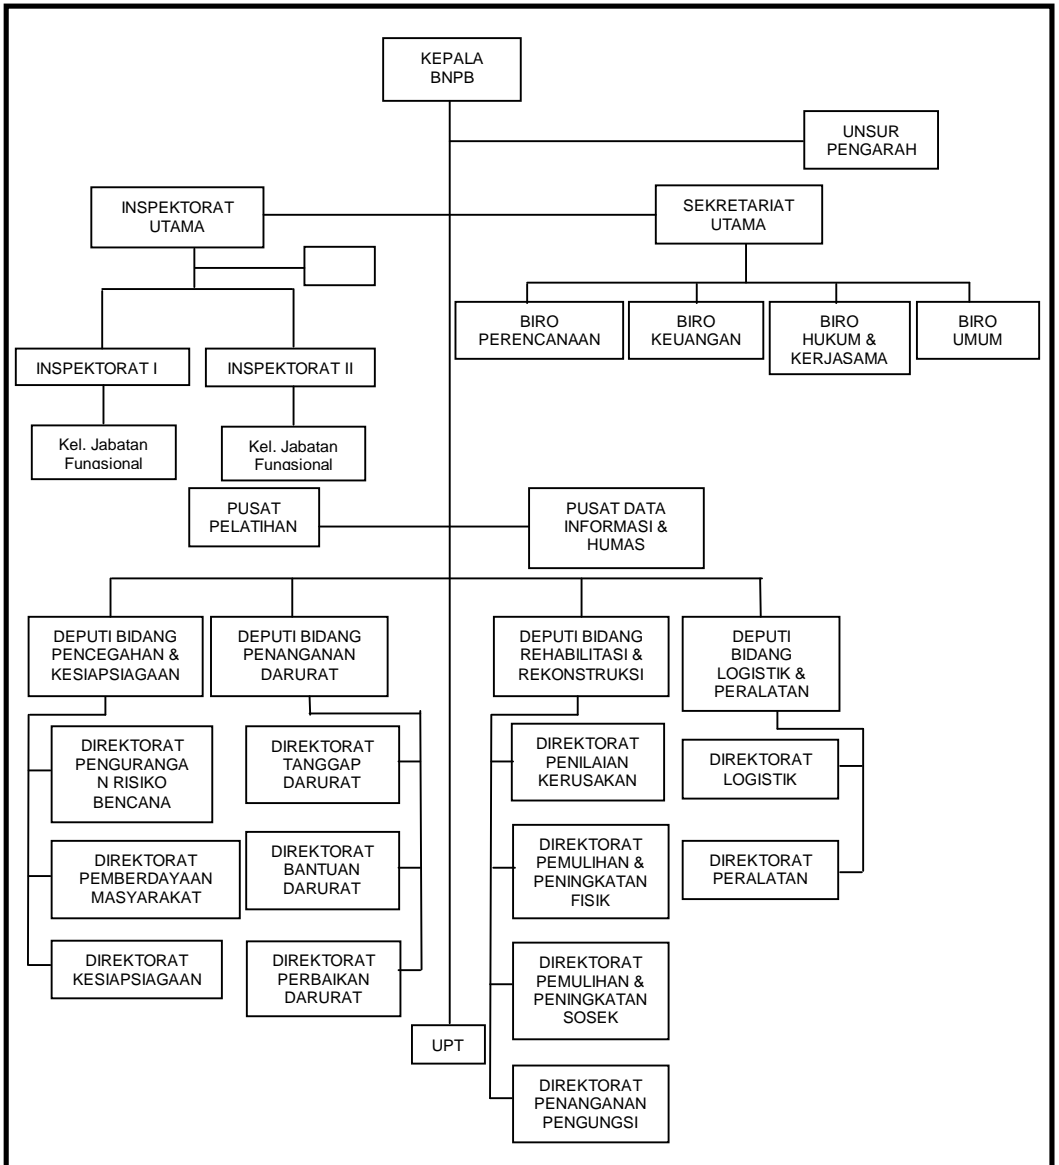 KEPALA
BNPB
UNSUR
PENGARAH
INSPEKTORAT
UTAMA
SEKRETARIAT
UTAMA
BIRO
PERENCANAAN
BIRO
KEUANGAN
BIRO
HUKUM &
KERJASAMA
BIRO
UMUM
INSPEKTORAT I
INSPEKTORAT II
Kel. Jabatan
Fungsional
Kel. Jabatan
Fungsional
PUSAT
PELATIHAN
PUSAT DATA
INFORMASI &
HUMAS
DEPUTI BIDANG
PENCEGAHAN &
KESIAPSIAGAAN
DEPUTI BIDANG
PENANGANAN
DARURAT
DEPUTI BIDANG
REHABILITASI &
REKONSTRUKSI
DEPUTI
BIDANG
LOGISTIK &
PERALATAN
DIREKTORAT
PENGURANGA
N RISIKO
BENCANA
DIREKTORAT
PEMBERDAYAAN
MASYARAKAT
DIREKTORAT
KESIAPSIAGAAN
DIREKTORAT
TANGGAP
DARURAT
DIREKTORAT
BANTUAN
DARURAT
DIREKTORAT
PERBAIKAN
DARURAT
DIREKTORAT
PENILAIAN
KERUSAKAN
DIREKTORAT
PEMULIHAN &
PENINGKATAN
FISIK
DIREKTORAT
PEMULIHAN &
PENINGKATAN
SOSEK
DIREKTORAT
PENANGANAN
PENGUNGSI
DIREKTORAT
LOGISTIK
DIREKTORAT
PERALATAN
UPT